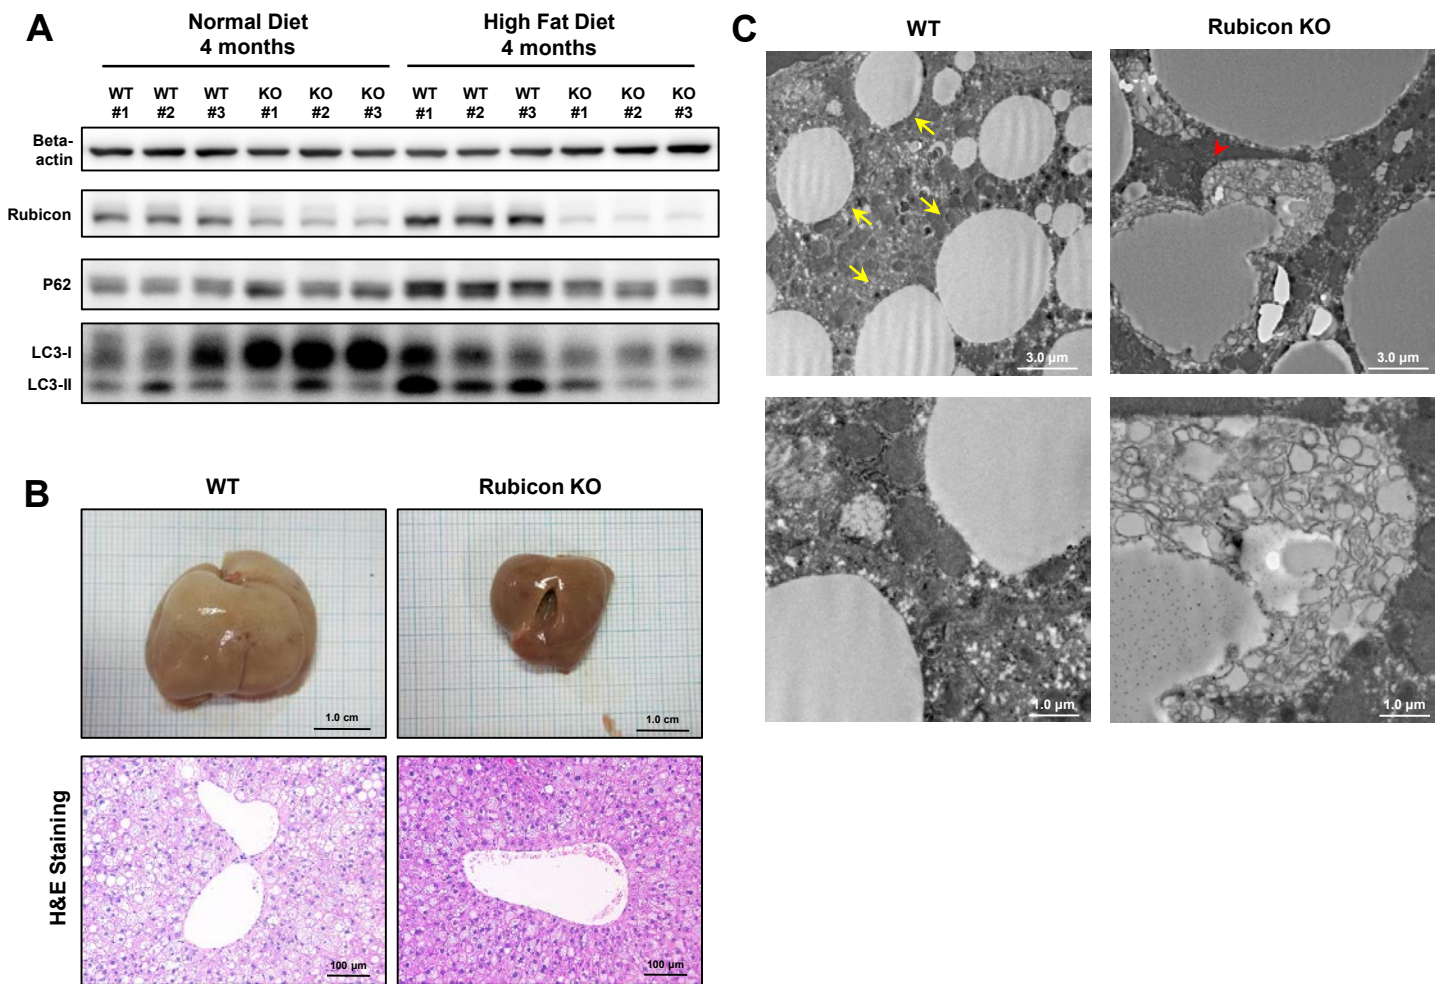 A
Normal Diet
4 months
High Fat Diet
4 months
WT #1
WT #2
WT #3
KO #1
KO #2
KO #3
WT #1
WT #2
WT #3
KO #1
KO #2
KO #3
Beta-
actin
Rubicon
P62
LC3-I
LC3-II
B
WT
Rubicon KO
1.0 cm
1.0 cm
H&E Staining
100 μm
100 μm
C
WT
Rubicon KO
3.0 μm
3.0 μm
1.0 μm
1.0 μm